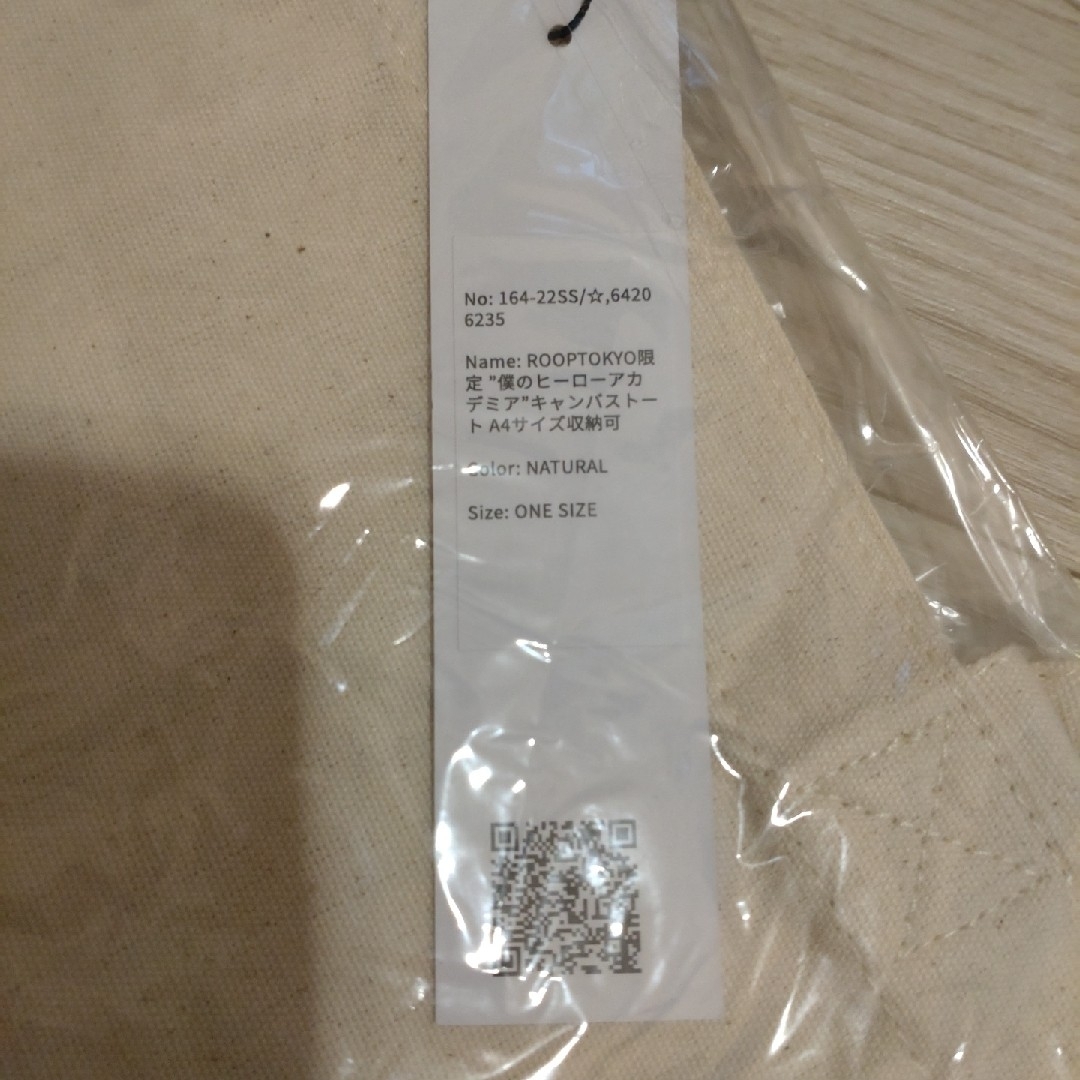 No: 164-22SS/☆,6420
6235
Name: ROOPTOKYO限
定 "僕のヒーローアカ
デミア"キャンバストー
ト A4サイズ収納可
Color: NATURAL
Size: ONE SIZE